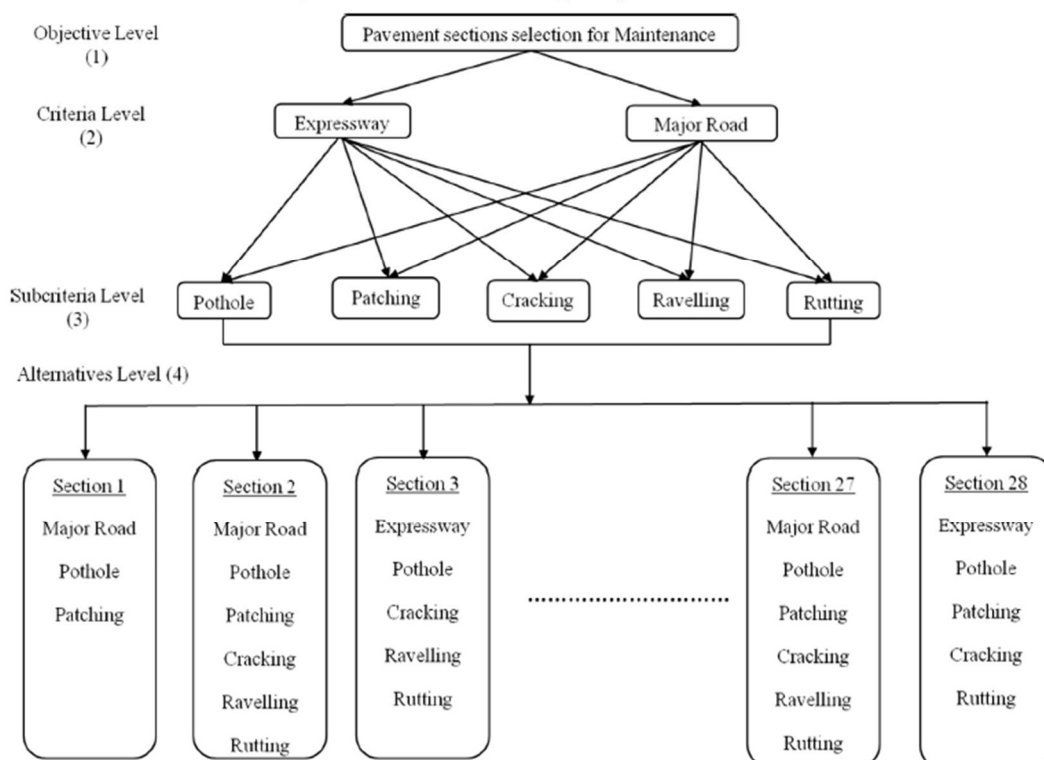 Objective Level
(1)
Pavement sections selection for Maintenance
Criteria Level
(2)
Expressway
Major Road
Subcriteria Level
(3)
Pothole
Patching
Cracking
Ravelling
Rutting
Alternatives Level (4)
Section 1
Major Road
Pothole
Patching
Section 2
Major Road
Pothole
Patching
Cracking
Ravelling
Rutting
Section 3
Expressway
Pothole
Cracking
Ravelling
Rutting
Section 27
Major Road
Pothole
Patching
Cracking
Ravelling
Rutting
Section 28
Expressway
Pothole
Patching
Cracking
Rutting